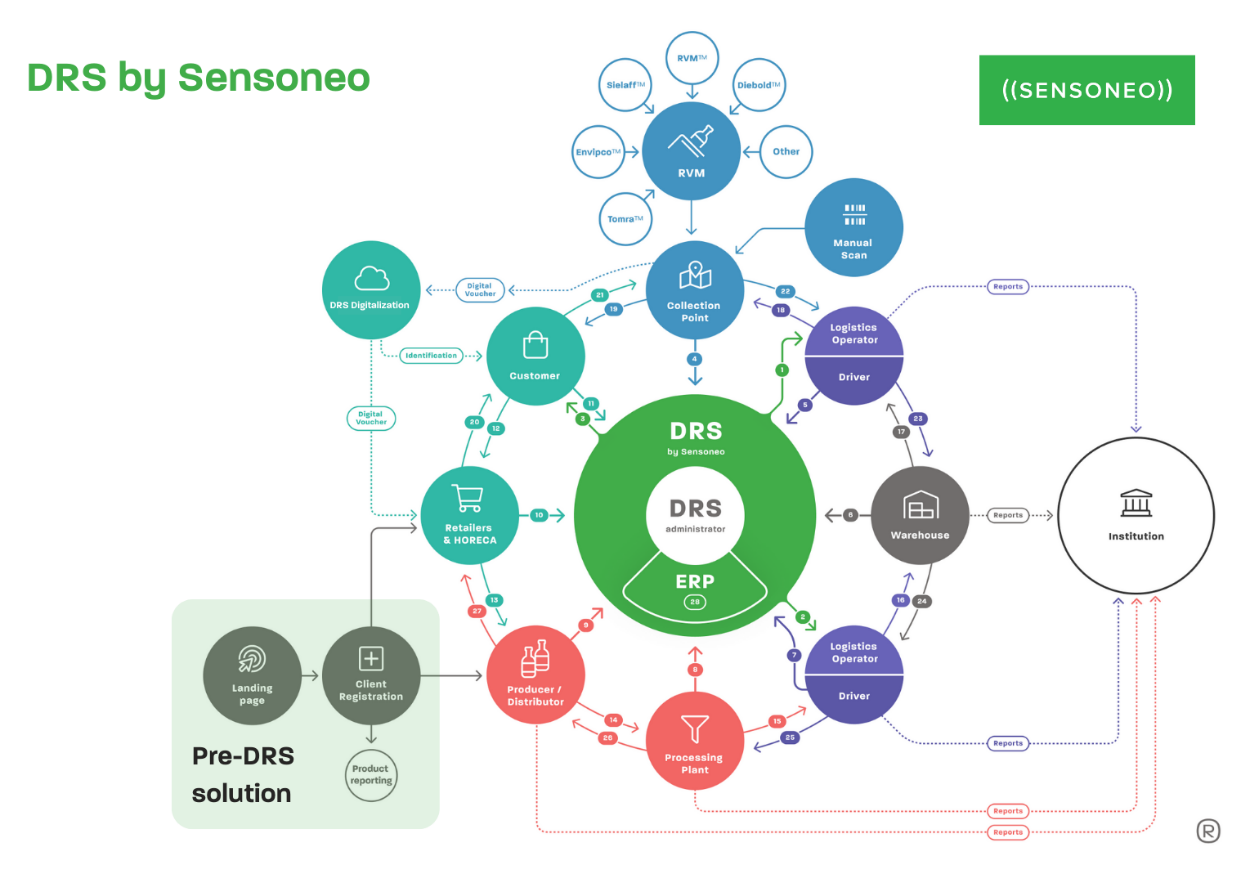 DRS by Sensoneo
((SENSONEO))
RVM™
Sielaff™
Diebold™
Envipco™
Other
Tomra™
RVM
Manual
Scan
DRS Digitalization
Digital
Voucher
Collection
Point
21
19
22
18
Reports
Logistics
Operator
Driver
Identification
Customer
4
1
11
3
5
Digital
Voucher
20
12
DRS
by Sensoneo
23
17
DRS
administrator
Retailers
& HORECA
10
6
Warehouse
Reports
Institution
ERP
28
13
27
9
2
16
24
Landing
page
Client
Registration
Producer /
Distributor
8
7
Logistics
Operator
Driver
14
26
15
25
Reports
Processing
Plant
Pre-DRS
solution
Product
reporting
Reports
Reports
®